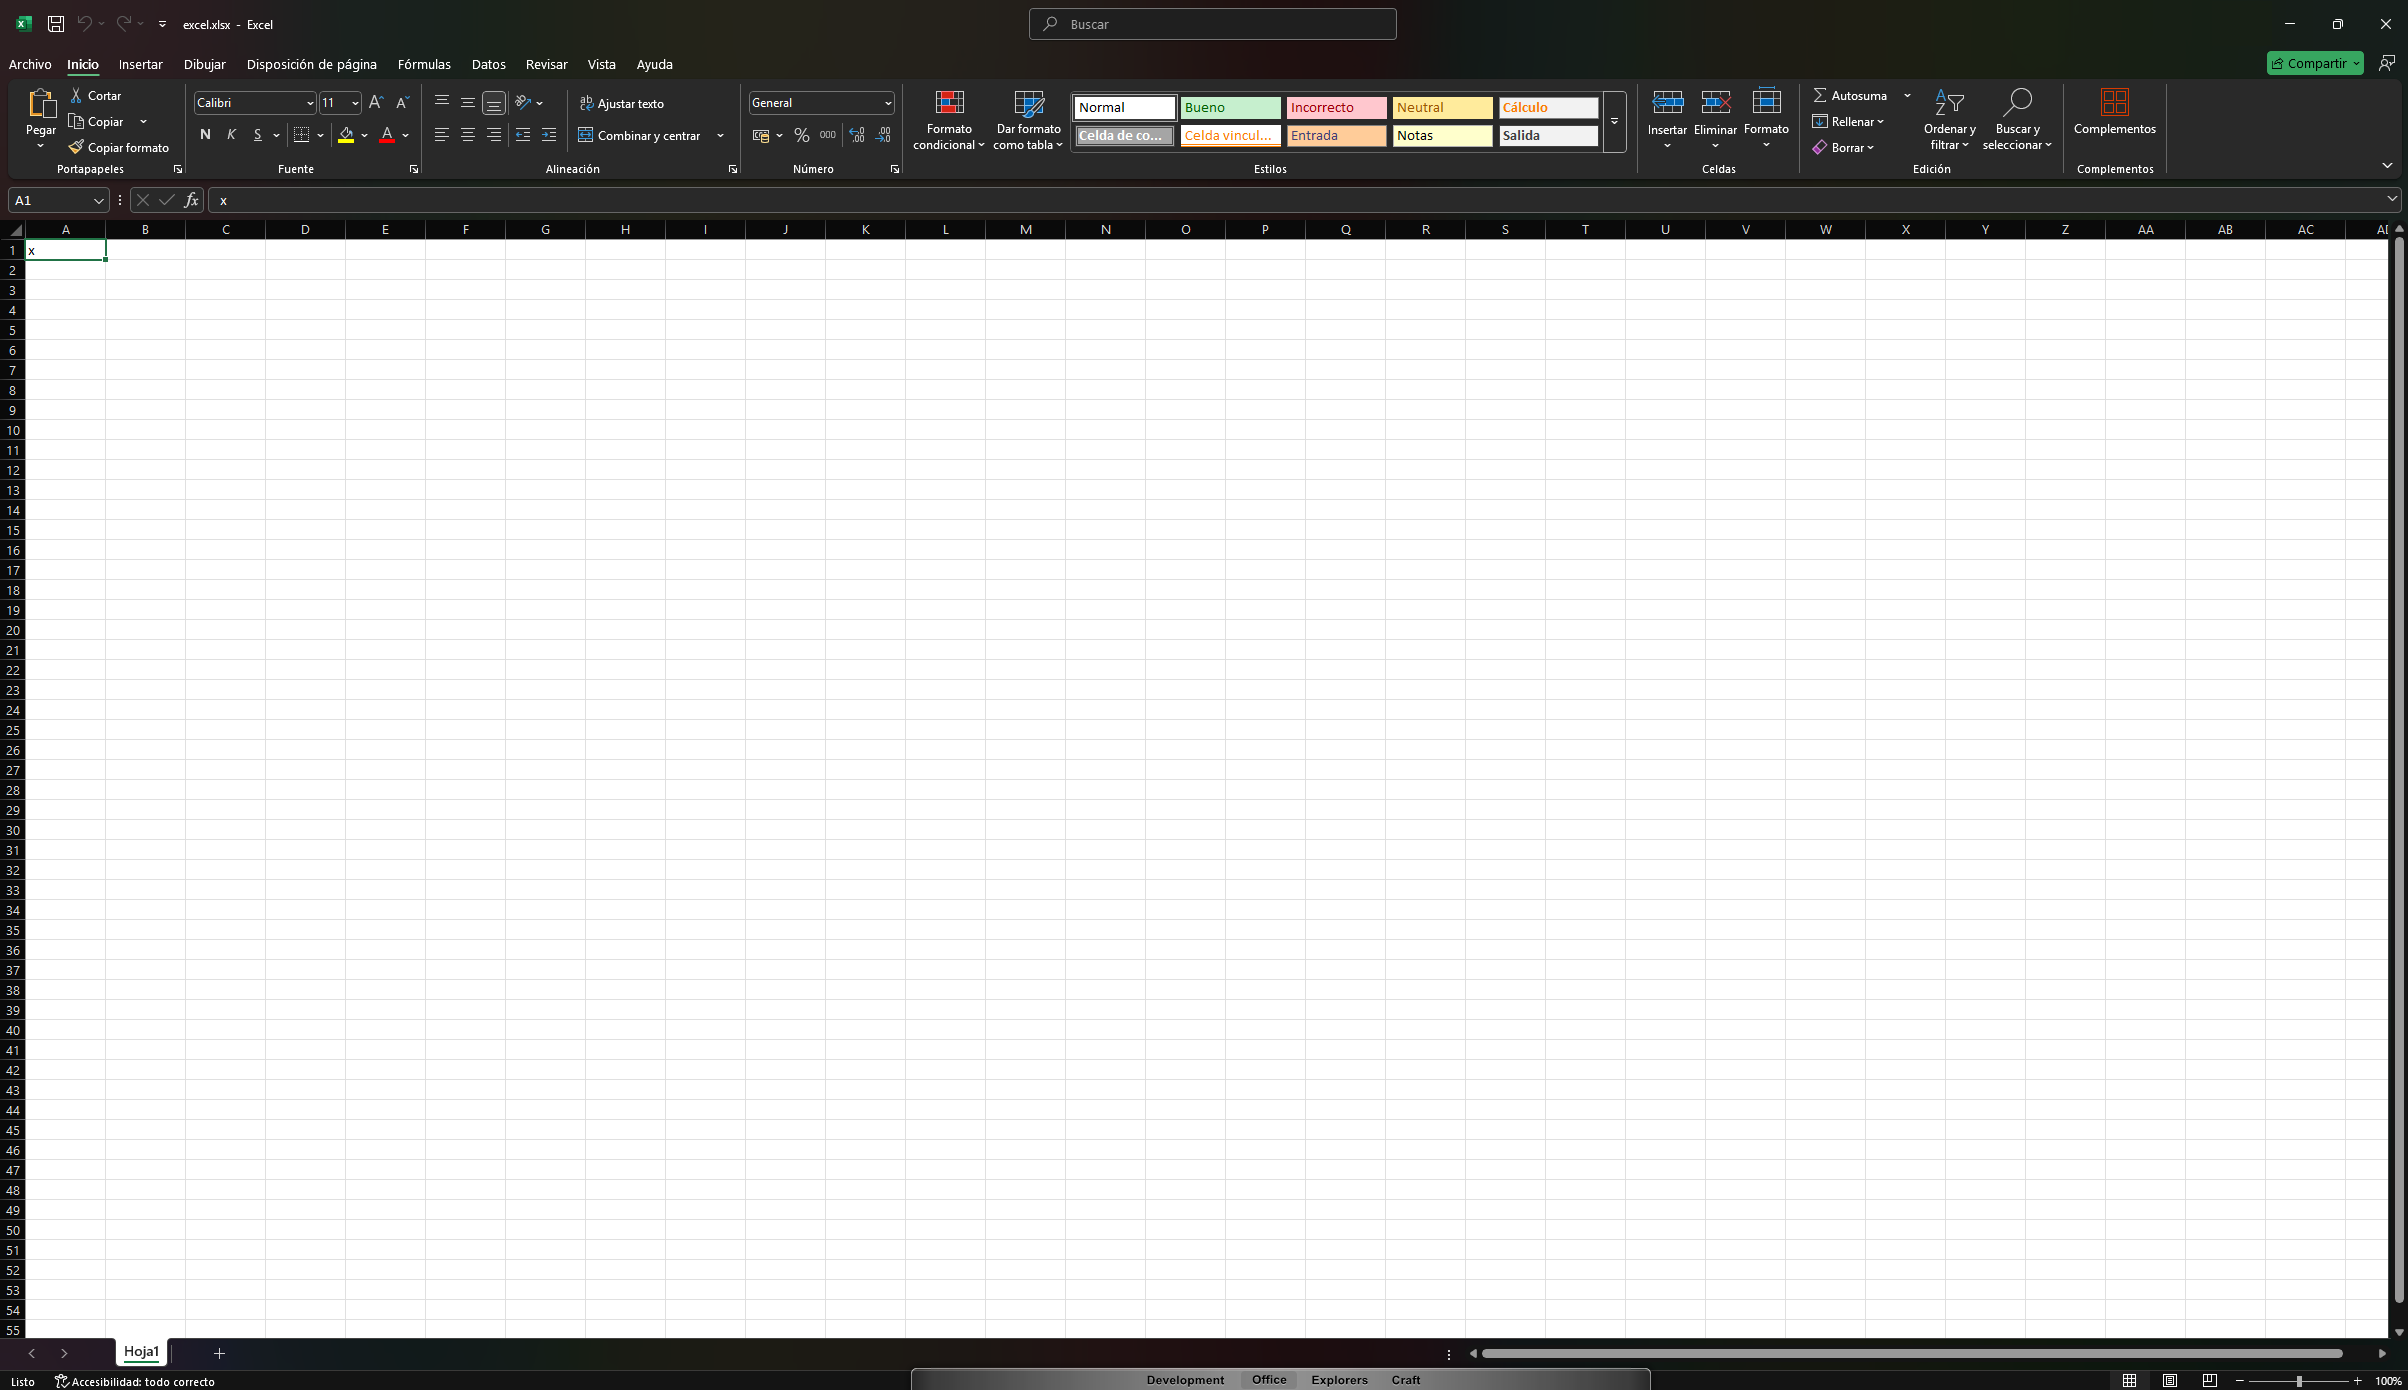 excel.xlsx - Excel
Buscar
Archivo Inicio Insertar Dibujar Disposición de página Fórmulas Datos Revisar Vista Ayuda
Compartir
Pegar
Cortar
Copiar
Copiar formato
Portapapeles
Calibri 11
N K S
Fuente
Ajustar texto
Combinar y centrar
Alineación
General
% 000
Número
Formato condicional
Dar formato como tabla
Normal Bueno Incorrecto Neutral Cálculo
Celda de co... Celda vincul... Entrada Notas Salida
Estilos
Insertar Eliminar Formato
Celdas
Autosuma
Rellenar
Borrar
Ordenar y filtrar
Buscar y seleccionar
Edición
Complementos
Complementos
A1 fx x
A B C D E F G H I J K L M N O P Q R S T U V W X Y Z AA AB AC
1 x
2
3
4
5
6
7
8
9
10
11
12
13
14
15
16
17
18
19
20
21
22
23
24
25
26
27
28
29
30
31
32
33
34
35
36
37
38
39
40
41
42
43
44
45
46
47
48
49
50
51
52
53
54
55
Hoja1
Listo Accesibilidad: todo correcto
Development Office Explorers Craft
100%